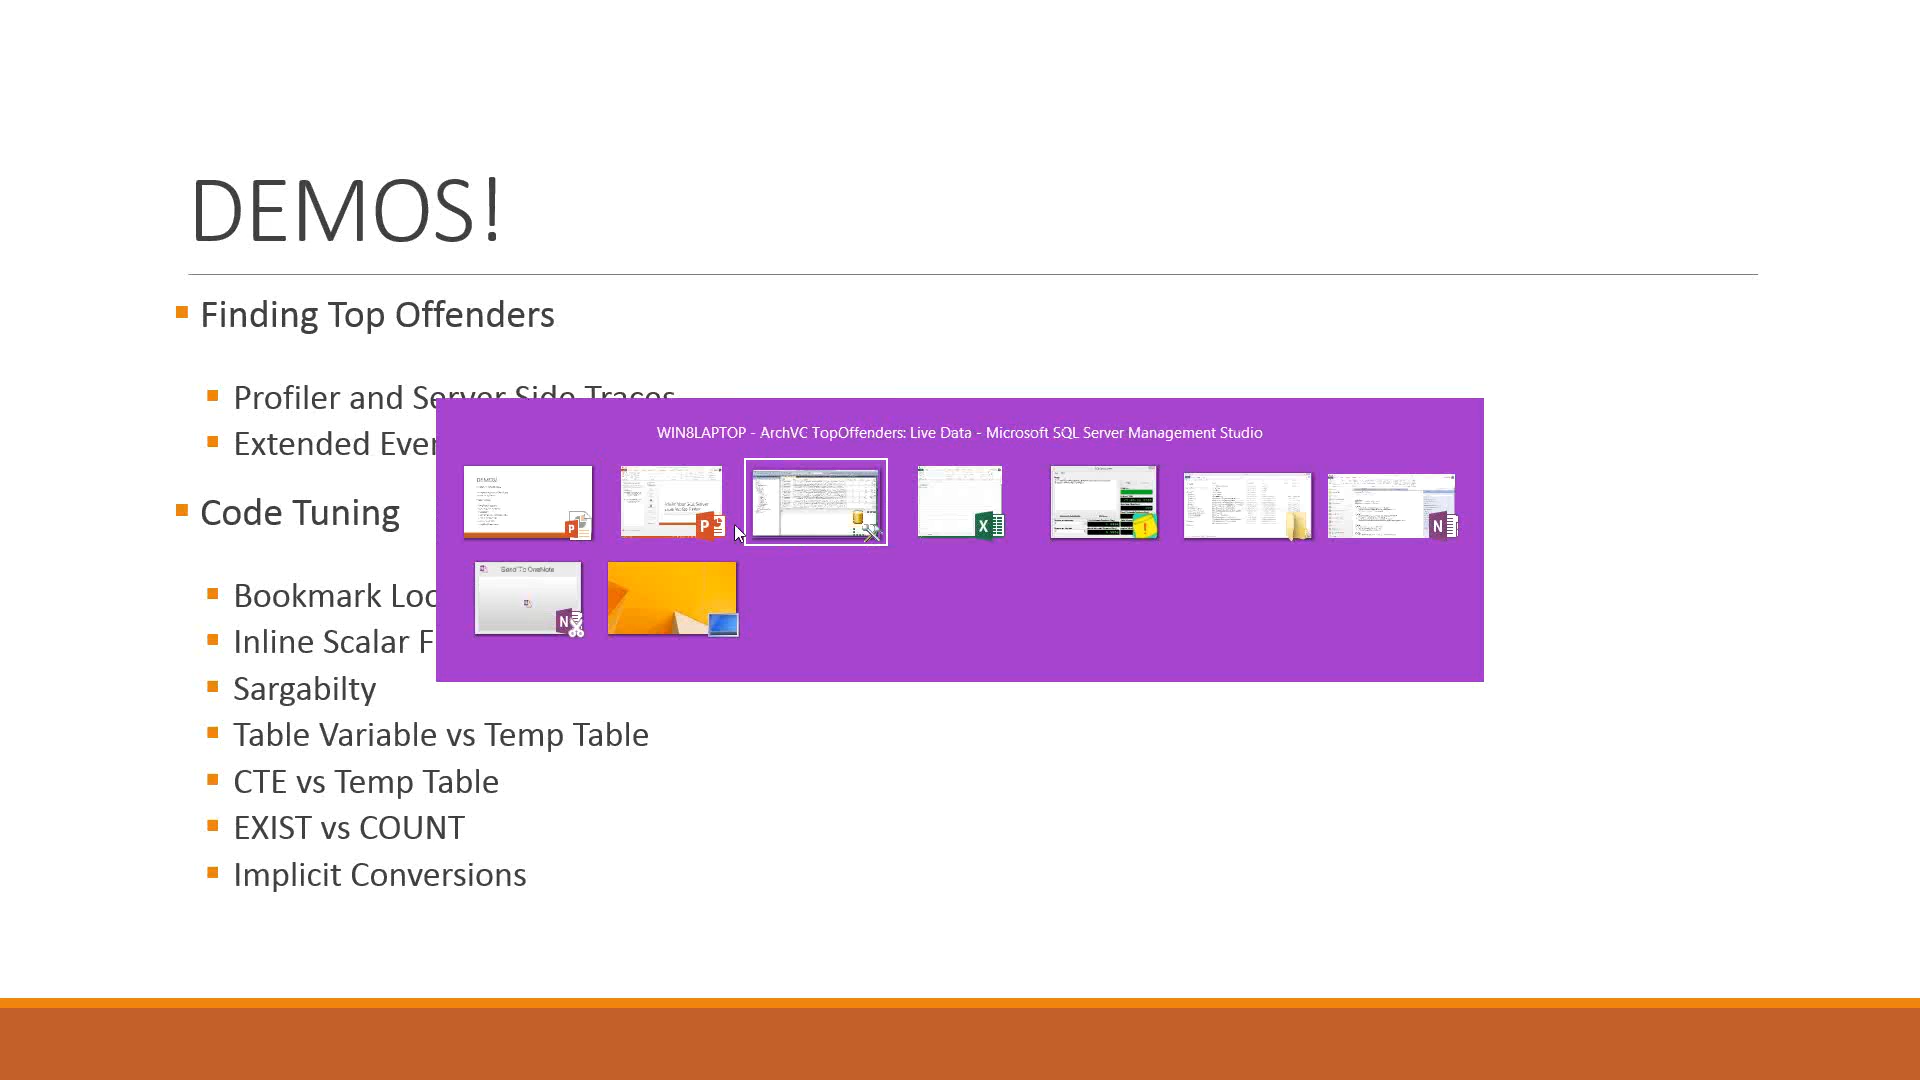 DEMOS!
Finding Top Offenders
Profiler and Server Side Traces
Extended Ever
WIN8LAPTOP - ArchVC TopOffenders: Live Data - Microsoft SQL Server Management Studio
Code Tuning
Send To OneNote
Bookmark Loo
Inline Scalar F
Sargabilty
Table Variable vs Temp Table
CTE vs Temp Table
EXIST vs COUNT
Implicit Conversions